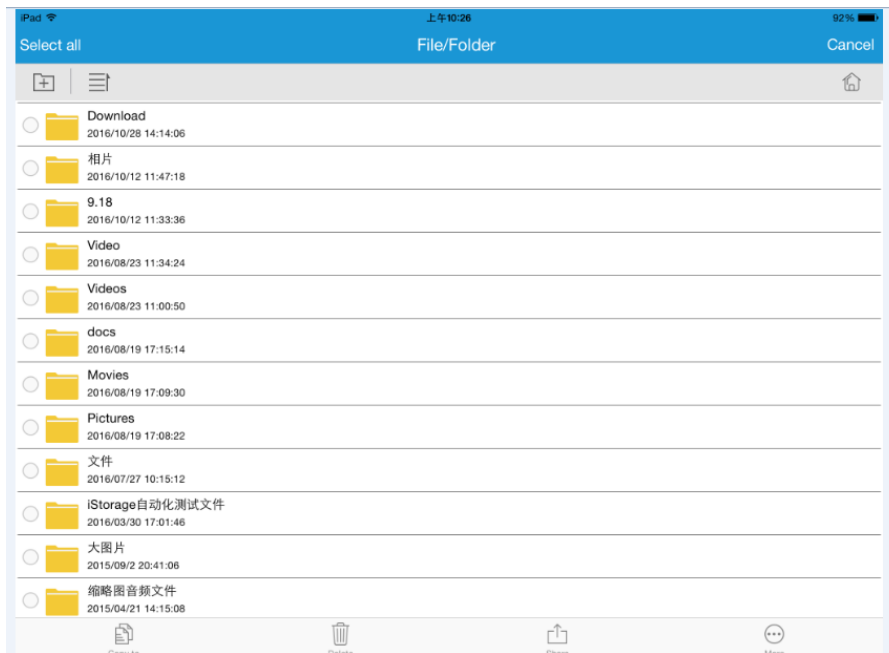 iPad 上午10:26 92%
Select all File/Folder Cancel
Download
2016/10/28 14:14:06
相片
2016/10/12 11:47:18
9.18
2016/10/12 11:33:36
Video
2016/08/23 11:34:24
Videos
2016/08/23 11:00:50
docs
2016/08/19 17:15:14
Movies
2016/08/19 17:09:30
Pictures
2016/08/19 17:08:22
文件
2016/07/27 10:15:12
iStorage自动化测试文件
2016/03/30 17:01:46
大图片
2015/09/2 20:41:06
缩略图音频文件
2015/04/21 14:15:08
Copy to Delete Share More